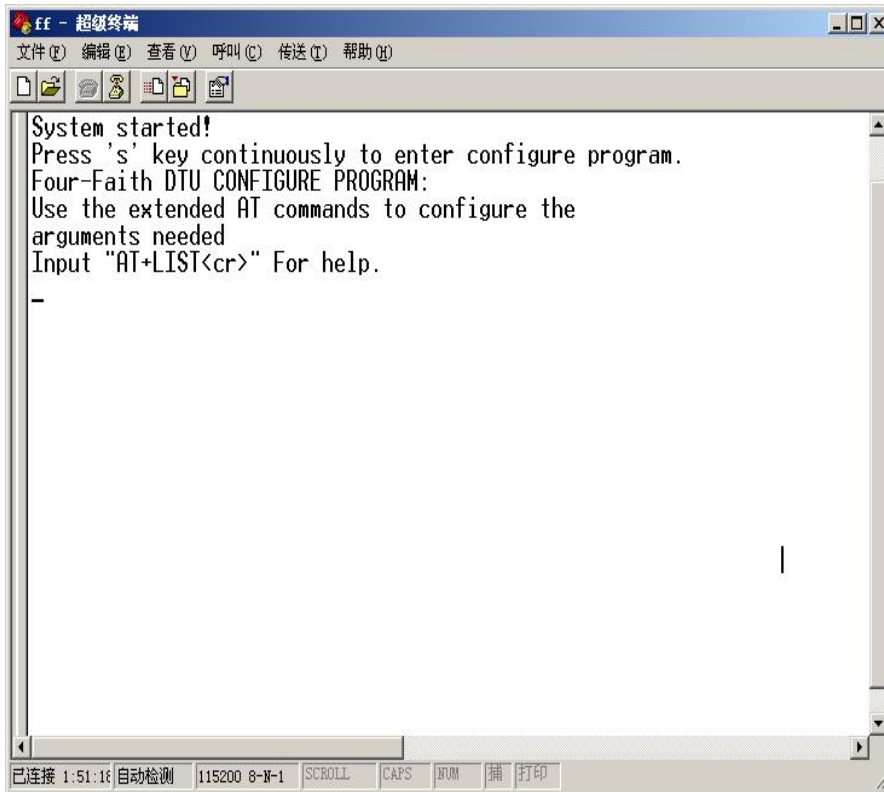 ff - 超级终端
文件(F) 编辑(E) 查看(V) 呼叫(C) 传送(T) 帮助(H)
System started!
Press 's' key continuously to enter configure program.
Four-Faith DTU CONFIGURE PROGRAM:
Use the extended AT commands to configure the
arguments needed
Input "AT+LIST<cr>" For help.
已连接 1:51:18 自动检测 115200 8-N-1 SCROLL CAPS NUM 捕 打印